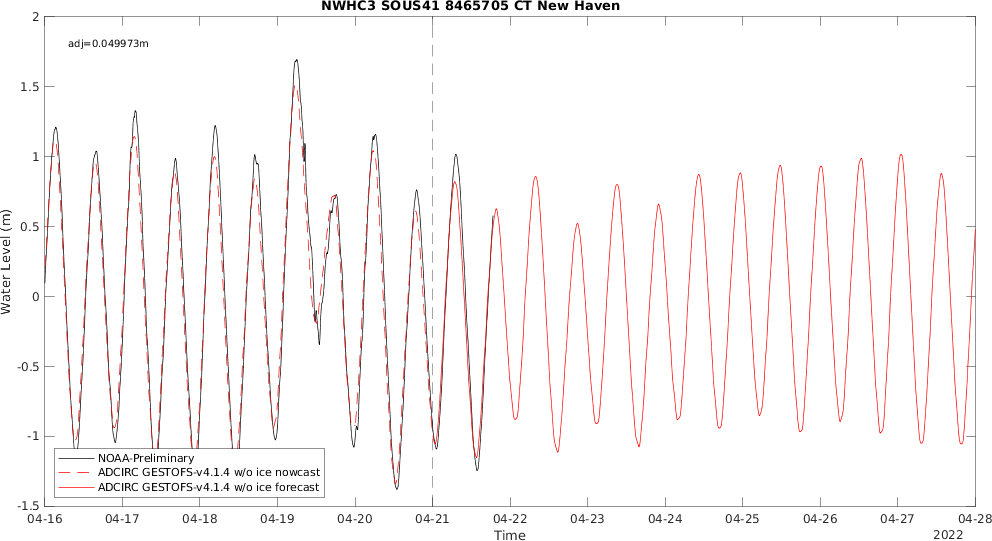 NWHC3 SOUS41 8465705 CT New Haven
adj=0.049973m
2
1.5
1
0.5
0
-0.5
-1
-1.5
Water Level (m)
NOAA-Preliminary
ADCIRC GESTOFS-v4.1.4 w/o ice nowcast
ADCIRC GESTOFS-v4.1.4 w/o ice forecast
04-16 04-17 04-18 04-19 04-20 04-21 04-22 04-23 04-24 04-25 04-26 04-27 04-28
Time
2022